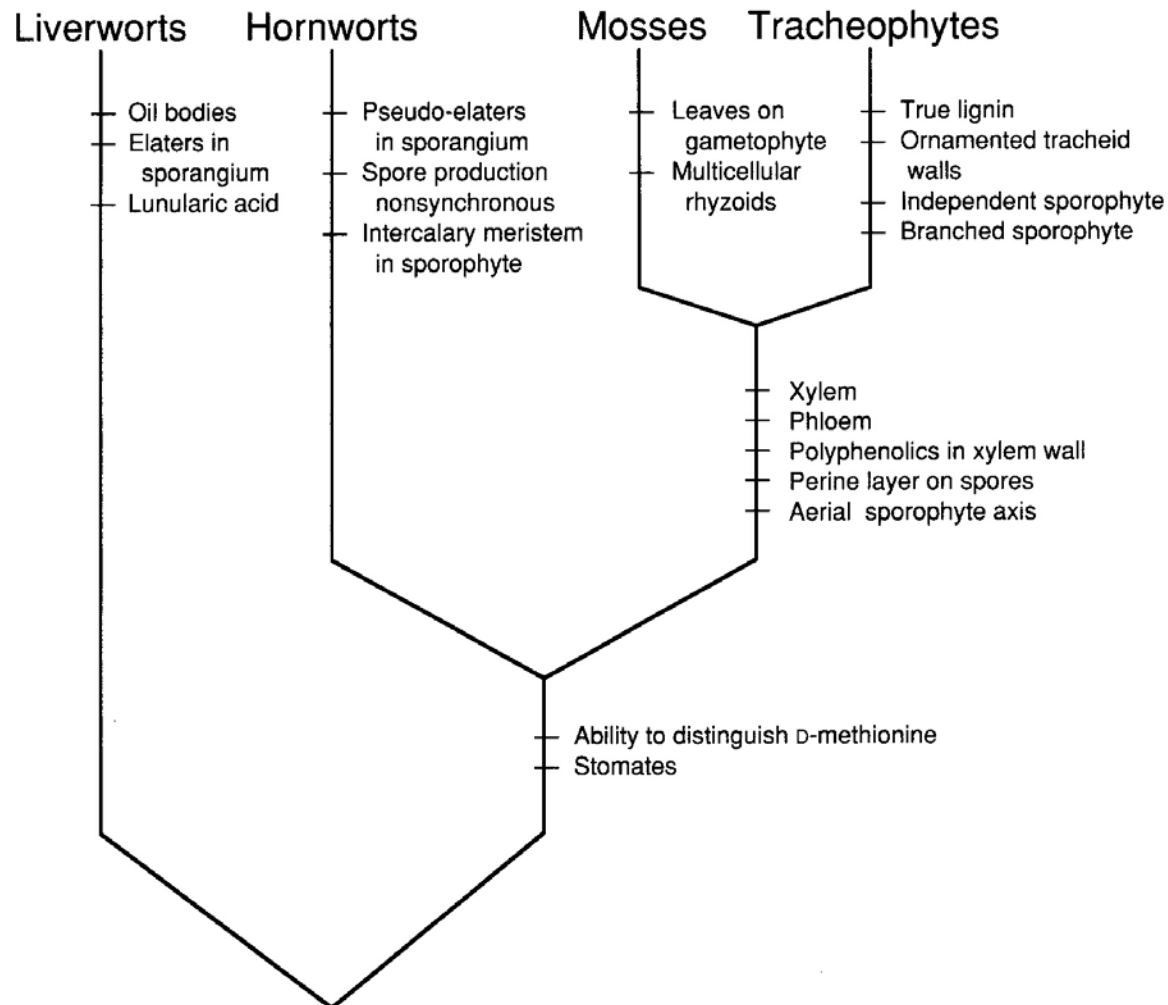 Liverworts Hornworts Mosses Tracheophytes
Oil bodies
Elaters in
sporangium
Lunularic acid
Pseudo-elaters
in sporangium
Spore production
nonsynchronous
Intercalary meristem
in sporophyte
Leaves on
gametophyte
Multicellular
rhyzoids
True lignin
Ornamented tracheid
walls
Independent sporophyte
Branched sporophyte
Xylem
Phloem
Polyphenolics in xylem wall
Perine layer on spores
Aerial sporophyte axis
Ability to distinguish D-methionine
Stomates